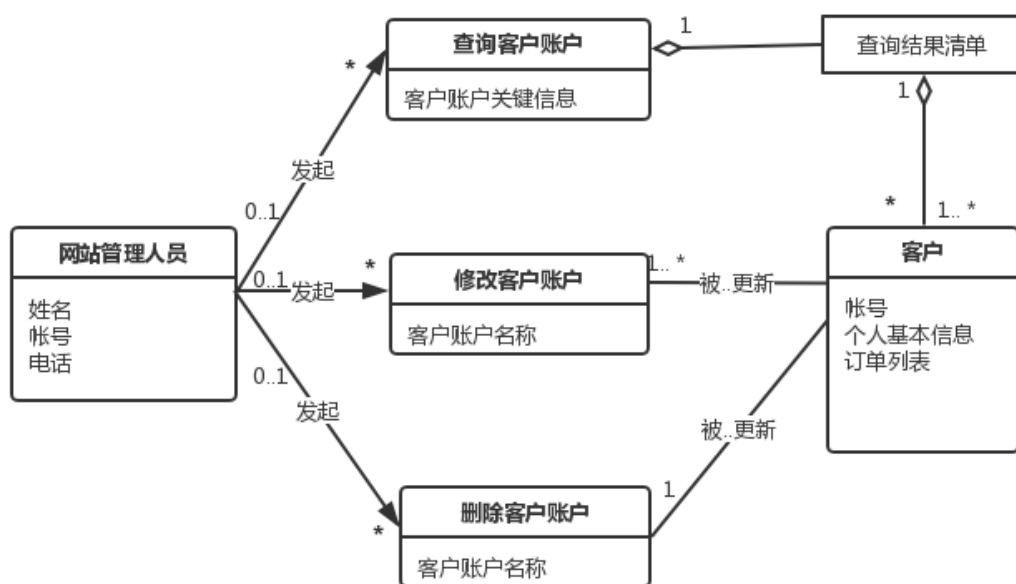 1
查询客户账户
查询结果清单
*
1
客户账户关键信息
发起
0..1
*
1..*
网站管理人员
客户
0..1
*
修改客户账户
1..*
发起
被..更新
姓名
帐号
帐号
客户账户名称
个人基本信息
电话
订单列表
0..1
发起
被..更新
1
删除客户账户
*
客户账户名称